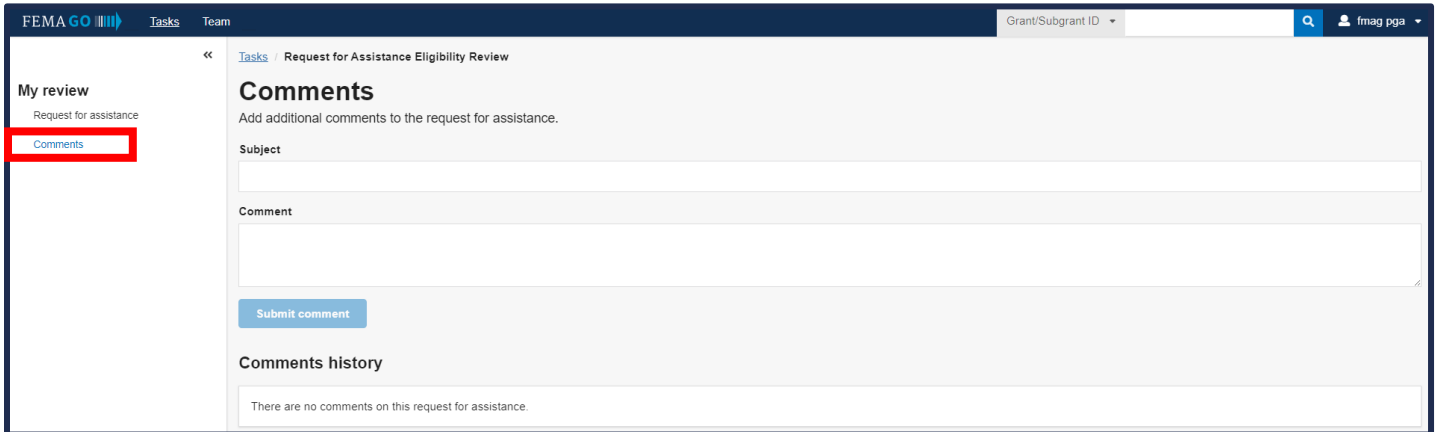 FEMA GO Tasks Team Grant/Subgrant ID fmag pga
«
Tasks / Request for Assistance Eligibility Review
My review
Request for assistance
Comments
Comments
Add additional comments to the request for assistance.
Subject
Comment
Submit comment
Comments history
There are no comments on this request for assistance.